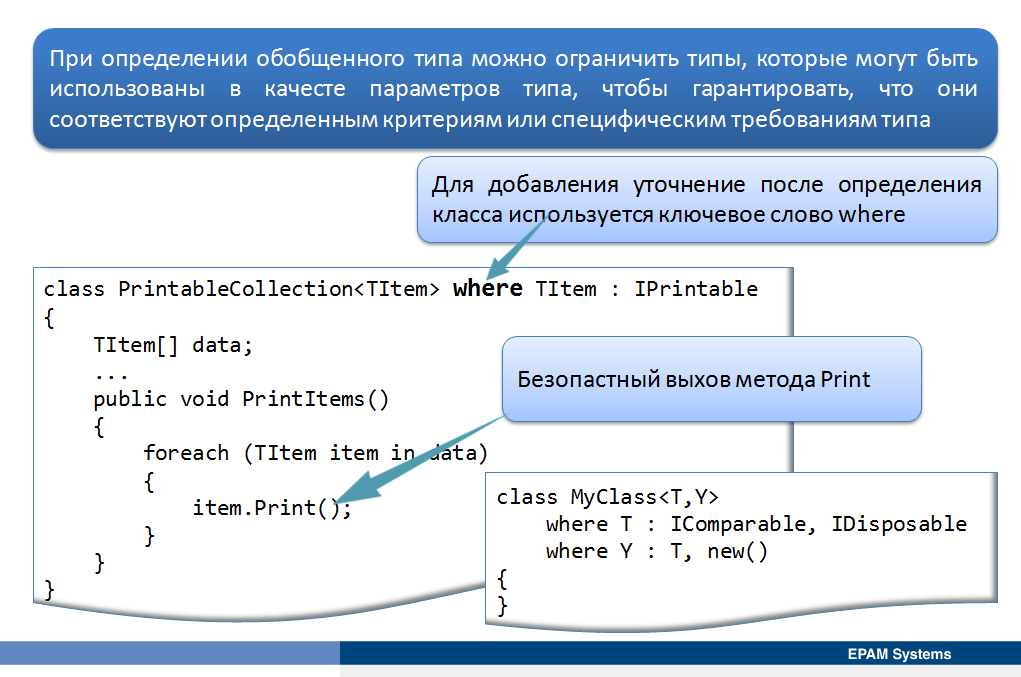 При определении обобщенного типа можно ограничить типы, которые могут быть
использованы в качесте параметров типа, чтобы гарантировать, что они
соответствуют определенным критериям или специфическим требованиям типа
Для добавления уточнение после определения
класса используется ключевое слово where
class PrintableCollection<TItem> where TItem : IPrintable
{
    TItem[] data;
    ...
    public void PrintItems()
    {
        foreach (TItem item in data)
        {
            item.Print();
        }
    }
}
Безопастный выхов метода Print
class MyClass<T,Y>
    where T : IComparable, IDisposable
    where Y : T, new()
{
}
EPAM Systems